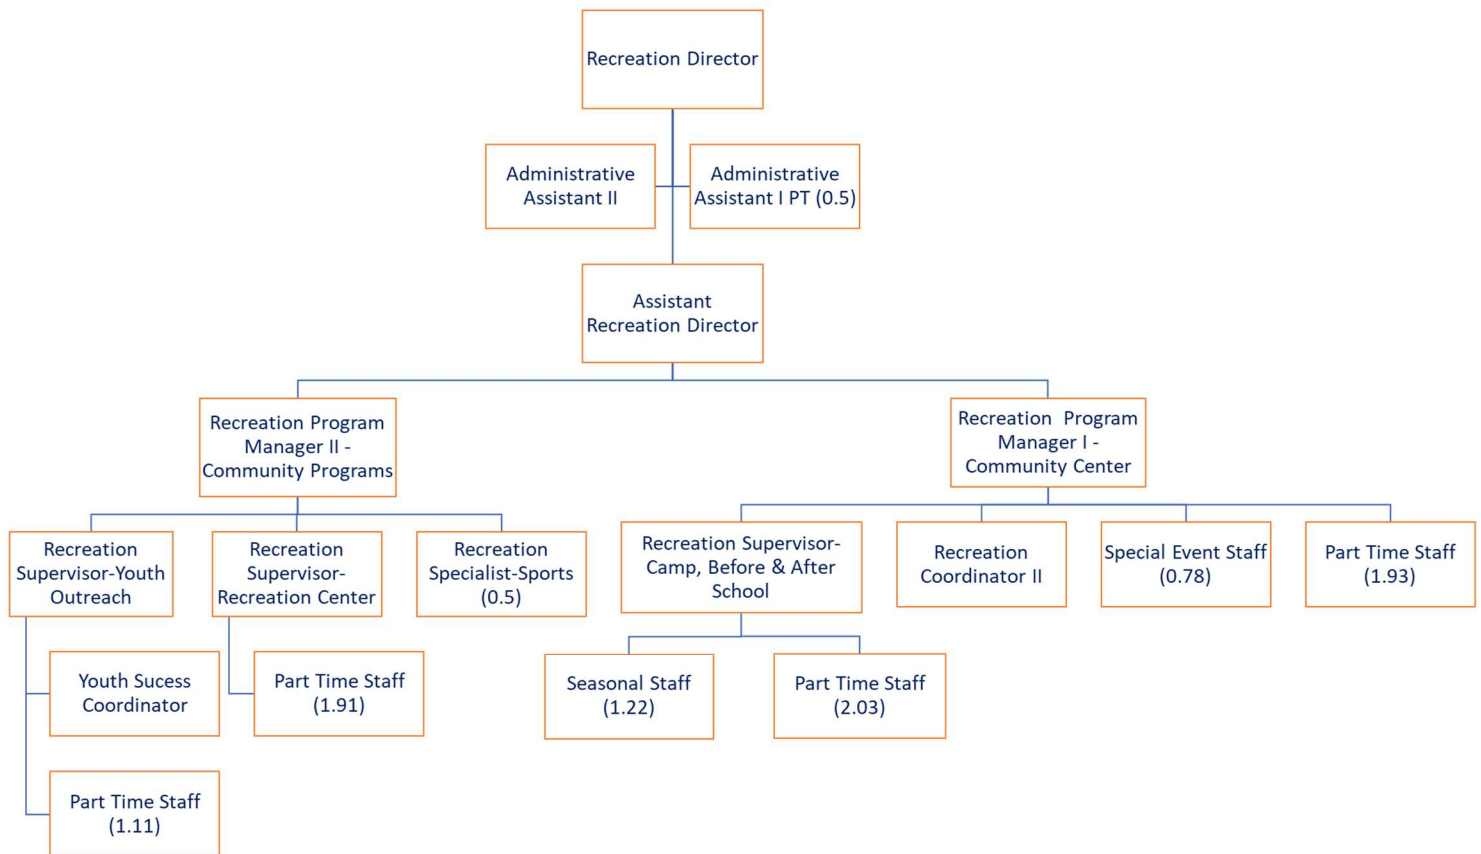 Recreation Director
Administrative
Assistant II
Administrative
Assistant I PT (0.5)
Assistant
Recreation Director
Recreation Program
Manager II -
Community Programs
Recreation Program
Manager I -
Community Center
Recreation
Supervisor-Youth
Outreach
Recreation
Supervisor-
Recreation Center
Recreation
Specialist-Sports
(0.5)
Recreation Supervisor-
Camp, Before & After
School
Recreation
Coordinator II
Special Event Staff
(0.78)
Part Time Staff
(1.93)
Youth Sucess
Coordinator
Part Time Staff
(1.91)
Seasonal Staff
(1.22)
Part Time Staff
(2.03)
Part Time Staff
(1.11)